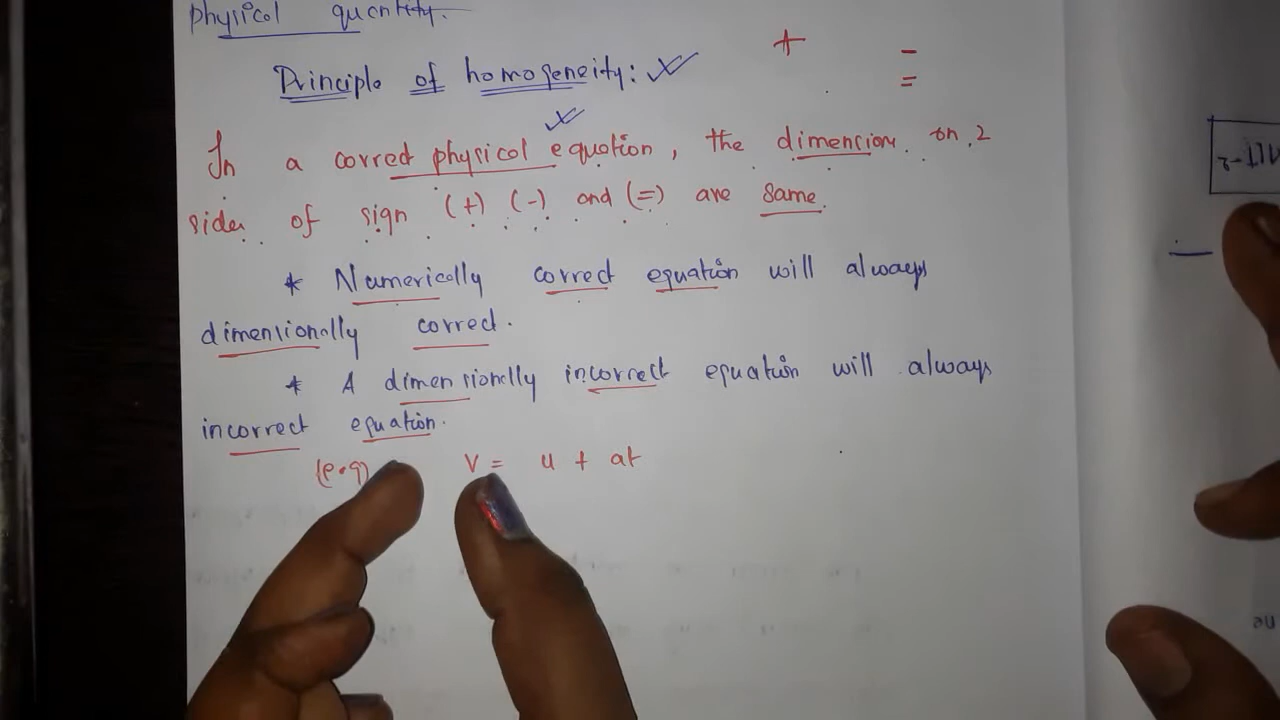 physical quantity.
+ -
=
Principle of homogeneity:
In a correct physical equation, the dimension on 2
sides of sign (+) (-) and (=) are same.
* Numerically correct equation will always
dimensionally correct.
* A dimensionally incorrect equation will always
incorrect equation.
(e.g) v = u + at